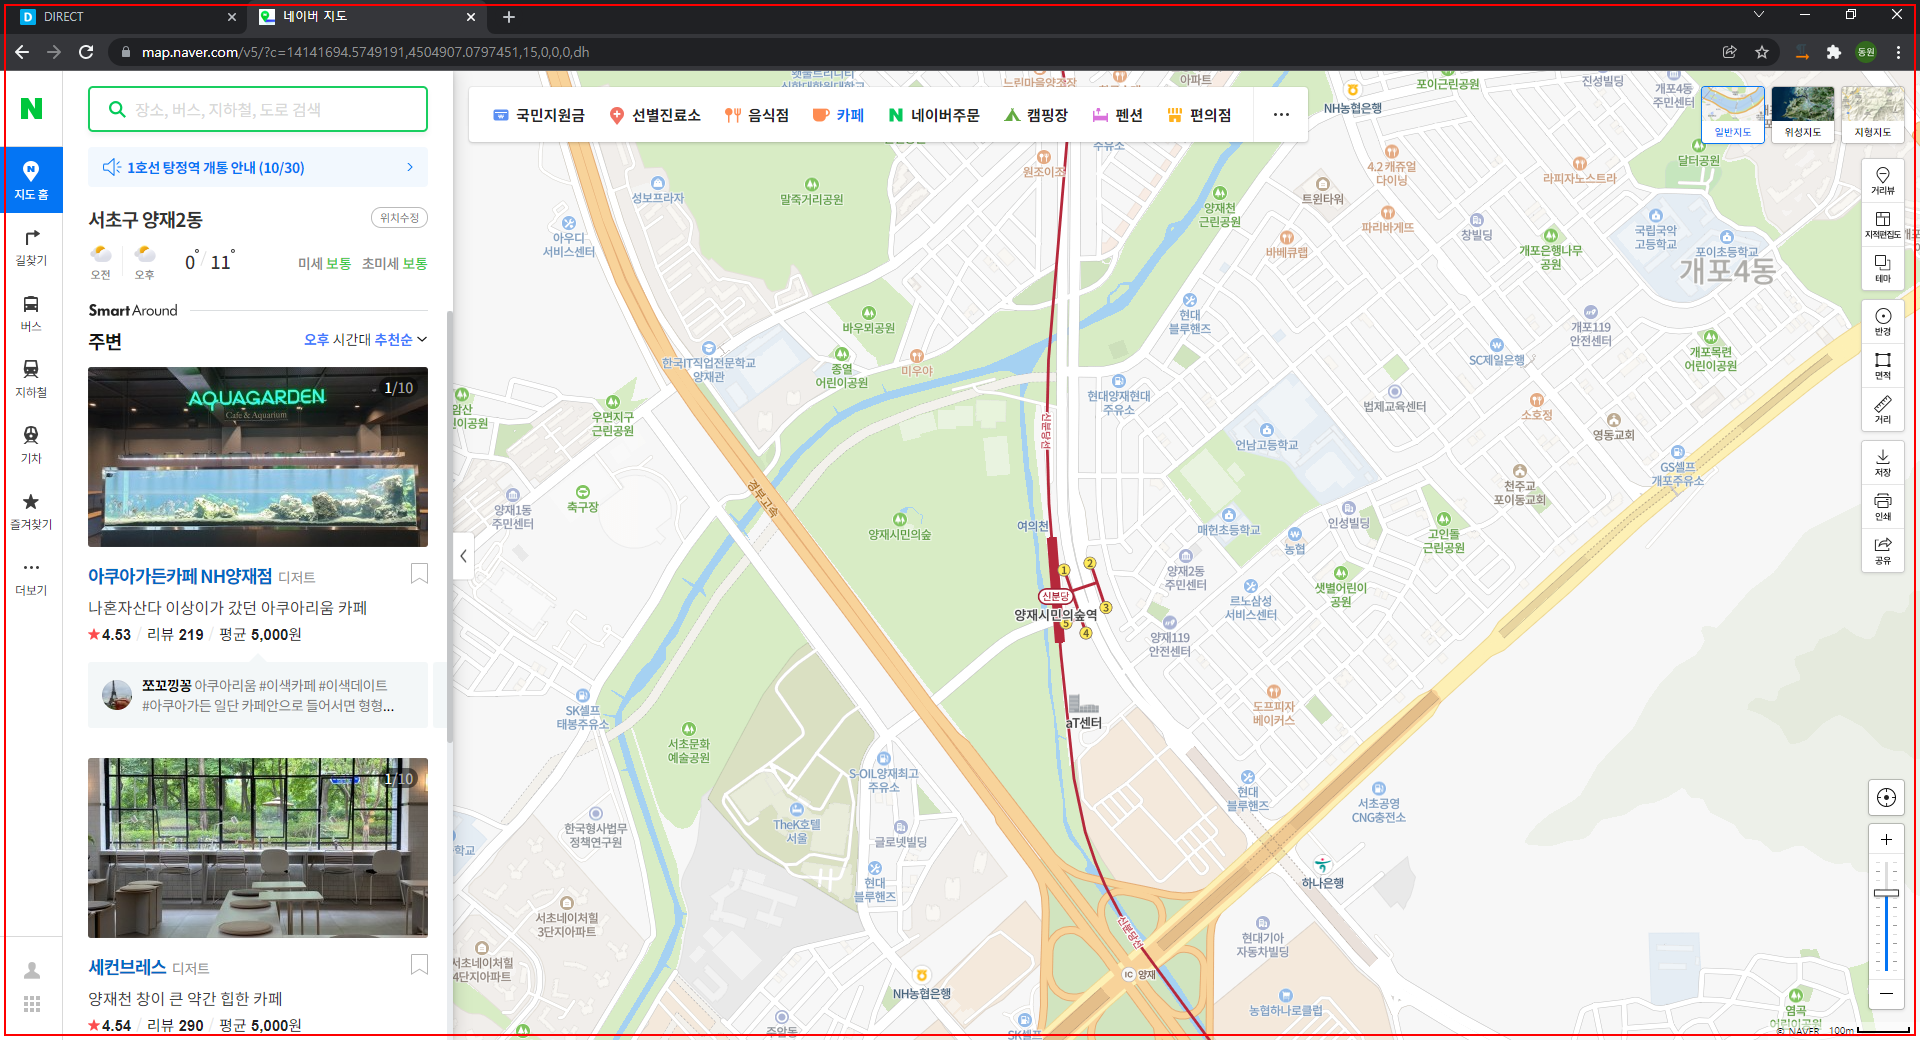 DIRECT
네이버 지도
map.naver.com/v5/?c=14141694.5749191,4504907.0797451,15,0,0,0,dh
동원
장소, 버스, 지하철, 도로 검색
1호선 탕정역 개통 안내 (10/30)
지도 홈
길찾기
버스
지하철
기차
즐겨찾기
더보기
서초구 양재2동
위치수정
오전
오후
0° / 11°
미세 보통 초미세 보통
Smart Around
주변
오후 시간대 추천순
AQUAGARDEN
Cafe & Aquarium
1/10
아쿠아가든카페 NH양재점 디저트
나혼자산다 이상이가 갔던 아쿠아리움 카페
★4.53 리뷰 219 평균 5,000원
쪼꼬낑꽁 아쿠아리움 #이색카페 #이색데이트
#아쿠아가든 일단 카페안으로 들어서면 형형...
1/10
세컨브레스 디저트
양재천 창이 큰 약간 힙한 카페
★4.54 리뷰 290 평균 5,000원
국민지원금
선별진료소
음식점
카페
네이버주문
캠핑장
펜션
편의점
일반지도
위성지도
지형지도
거리뷰
지적편집도
테마
반경
면적
거리
저장
인쇄
공유
아파트
NH농협은행
포이근린공원
진성빌딩
개포4동
주민센터
주유소
원조이조
성보프라자
말죽거리공원
아우디
서비스센터
양재천
근린공원
트윈타워
4.2 캐쥬얼
다이닝
라피자노스트라
달터공원
파리바게뜨
바베큐랩
창빌딩
국립국악
고등학교
포이초등학교
개포은행나무
공원
개포4동
현대
블루핸즈
바우뫼공원
한국IT직업전문학교
양재관
종열
어린이공원
미우야
개포119
안전센터
SC제일은행
개포목련
어린이공원
현대양재현대
주유소
법제교육센터
소호정
영동교회
우면지구
근린공원
신분당선
언남고등학교
GS셀프
개포주유소
천주교
포이동교회
경부고속
양재1동
주민센터
축구장
양재시민의숲
여의천
매헌초등학교
인성빌딩
농협
고인돌
근린공원
양재2동
주민센터
샛별어린이
공원
르노삼성
서비스센터
1
2
3
4
5
신분당
양재시민의숲역
양재119
안전센터
도프피자
베이커스
aT센터
SK셀프
태봉주유소
서초문화
예술공원
S-OIL양재최고
주유소
현대
블루핸즈
서초공영
CNG충전소
한국형사법무
정책연구원
TheK호텔
서울
글로넷빌딩
현대
블루핸즈
하나은행
서초네이처힐
3단지아파트
서초네이처힐
4단지아파트
신분당선
현대기아
자동차빌딩
IC 양재
NH농협은행
농협하나로클럽
주암동
SK셀프
염곡
어린이공원
© NAVER 100m